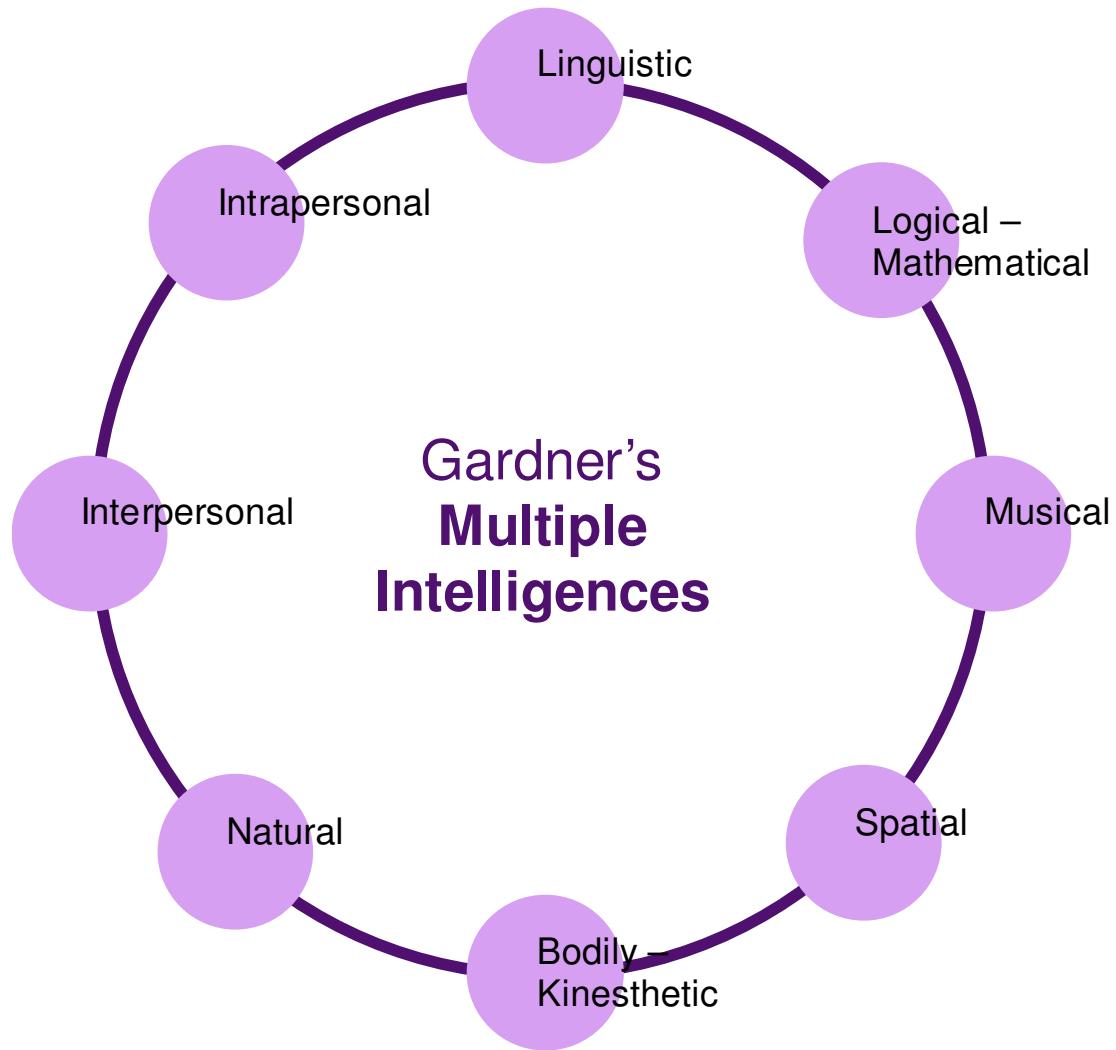 Linguistic
Intrapersonal
Logical –
Mathematical
Gardner's
Multiple
Intelligences
Interpersonal
Musical
Natural
Spatial
Bodily –
Kinesthetic